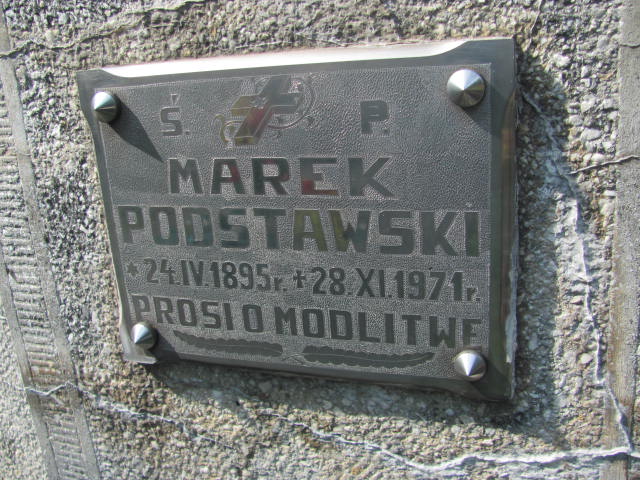 Ś. P.
MAREK
PODSTAWSKI
* 24.IV.1895r. + 28.XI.1971r.
PROSI O MODLITWĘ